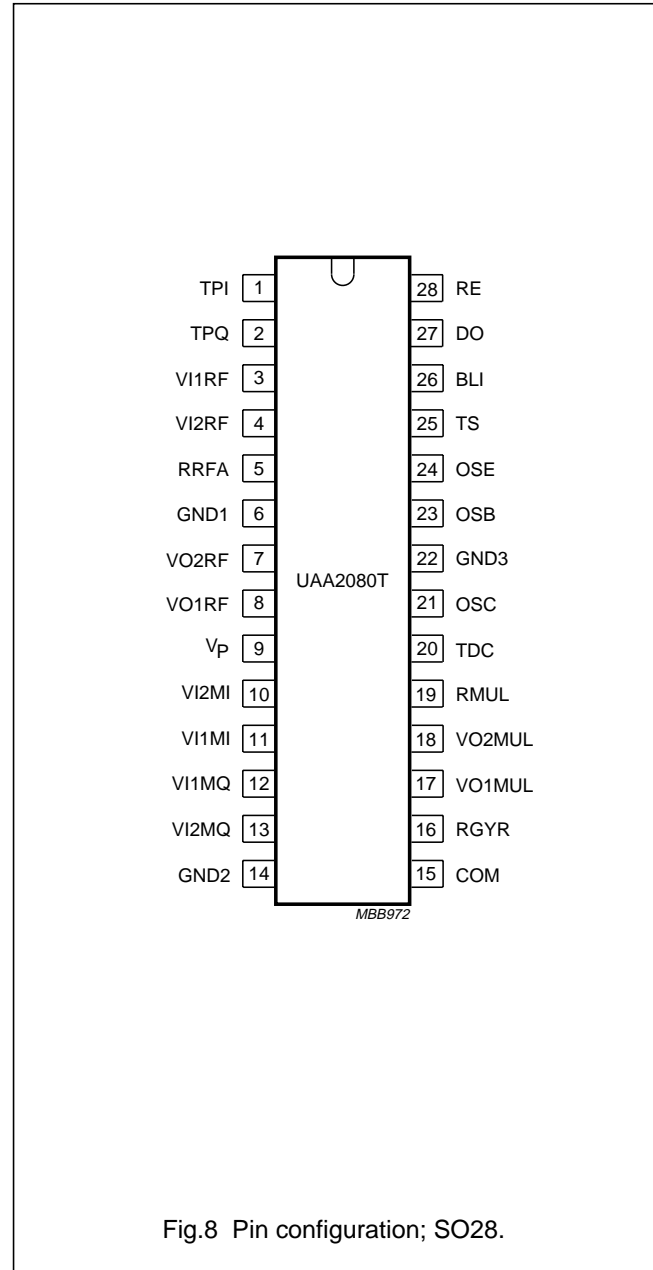 TPI 1 28 RE
TPQ 2 27 DO
VI1RF 3 26 BLI
VI2RF 4 25 TS
RRFA 5 24 OSE
GND1 6 23 OSB
VO2RF 7 22 GND3
UAA2080T
VO1RF 8 21 OSC
VP 9 20 TDC
VI2MI 10 19 RMUL
VI1MI 11 18 VO2MUL
VI1MQ 12 17 VO1MUL
VI2MQ 13 16 RGYR
GND2 14 15 COM
MBB972
Fig.8 Pin configuration; SO28.